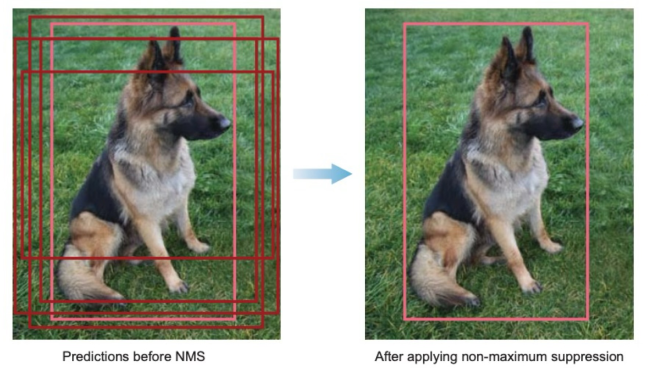 Predictions before NMS
After applying non-maximum suppression